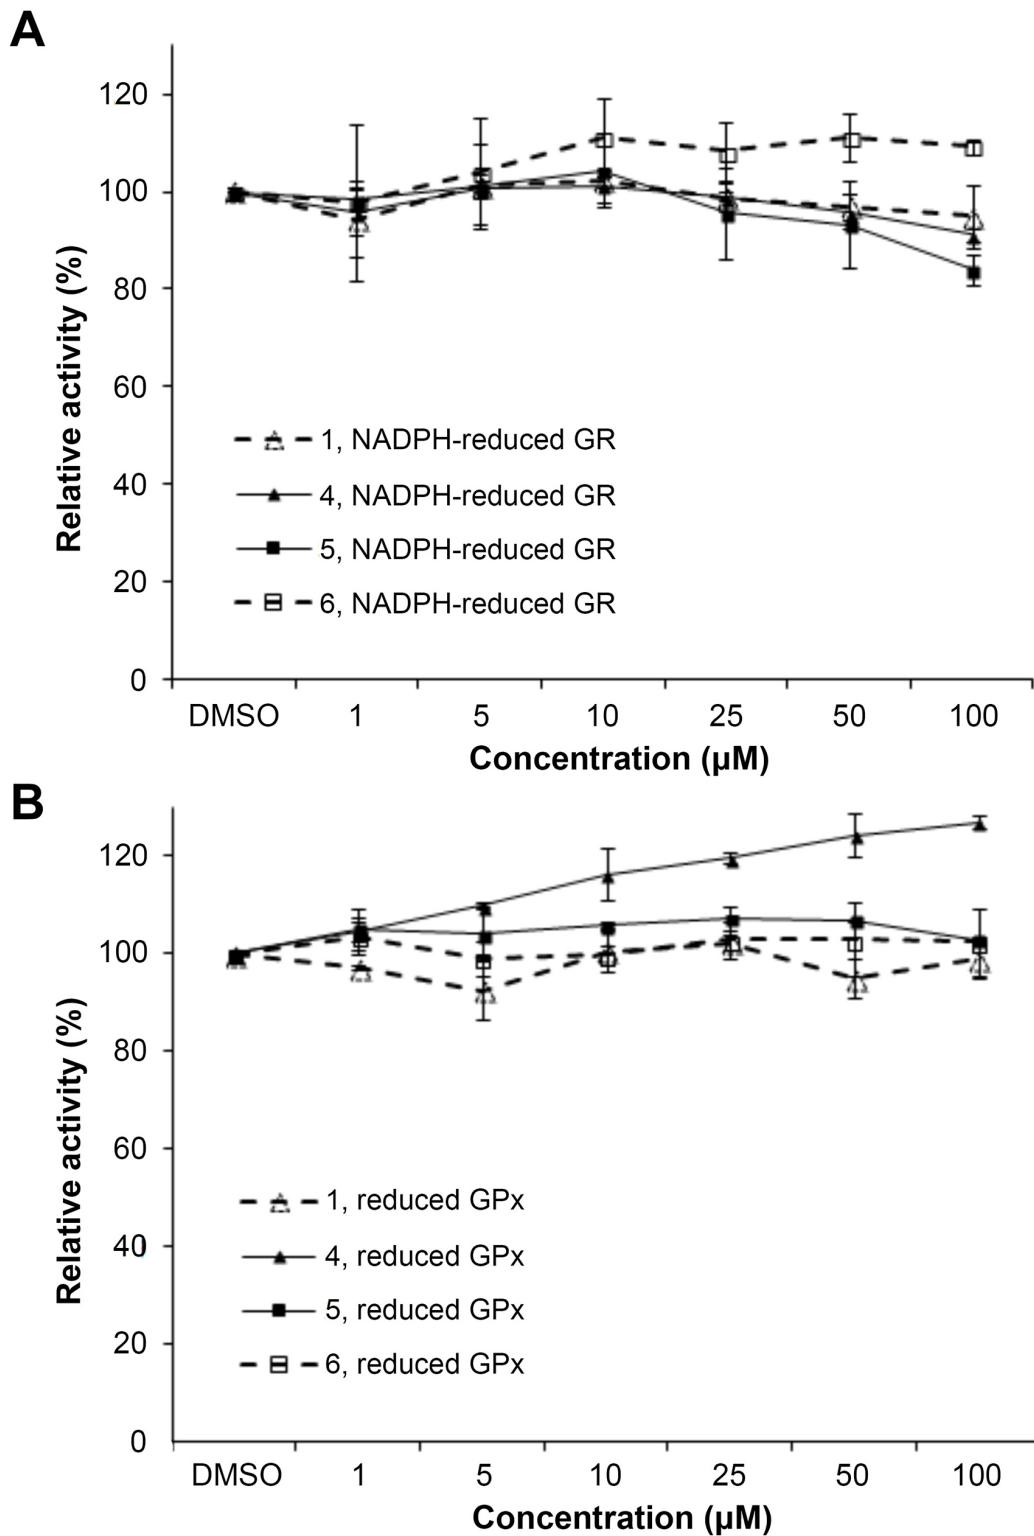 A
120
100
80
60
40
20
0
Relative activity (%)
1, NADPH-reduced GR
4, NADPH-reduced GR
5, NADPH-reduced GR
6, NADPH-reduced GR
DMSO 1 5 10 25 50 100
Concentration (µM)
B
120
100
80
60
40
20
0
Relative activity (%)
1, reduced GPx
4, reduced GPx
5, reduced GPx
6, reduced GPx
DMSO 1 5 10 25 50 100
Concentration (µM)